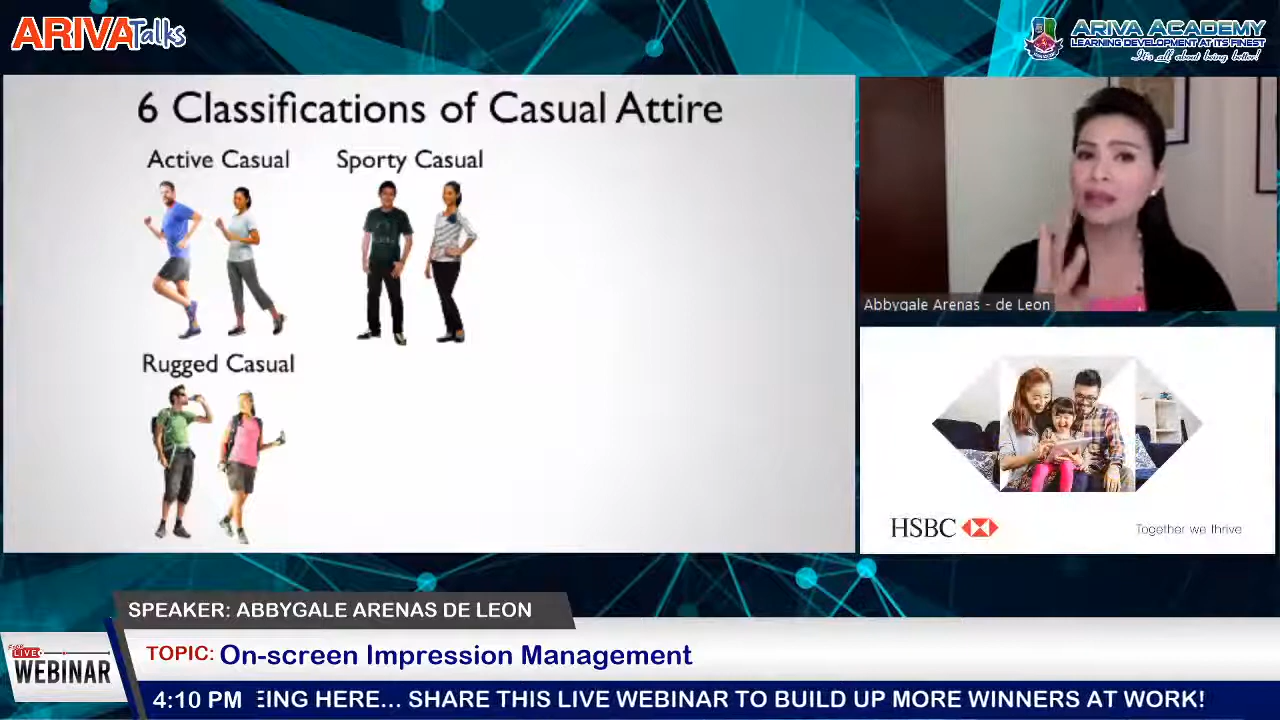 ARIVATalks
ARIVA ACADEMY
LEARNING DEVELOPMENT AT ITS FINEST
It's all about being better!
6 Classifications of Casual Attire
Active Casual
Sporty Casual
Rugged Casual
Abbygale Arenas - de Leon
HSBC
Together we thrive
SPEAKER: ABBYGALE ARENAS DE LEON
Free
LIVE
WEBINAR
TOPIC: On-screen Impression Management
4:10 PM
EING HERE... SHARE THIS LIVE WEBINAR TO BUILD UP MORE WINNERS AT WORK!